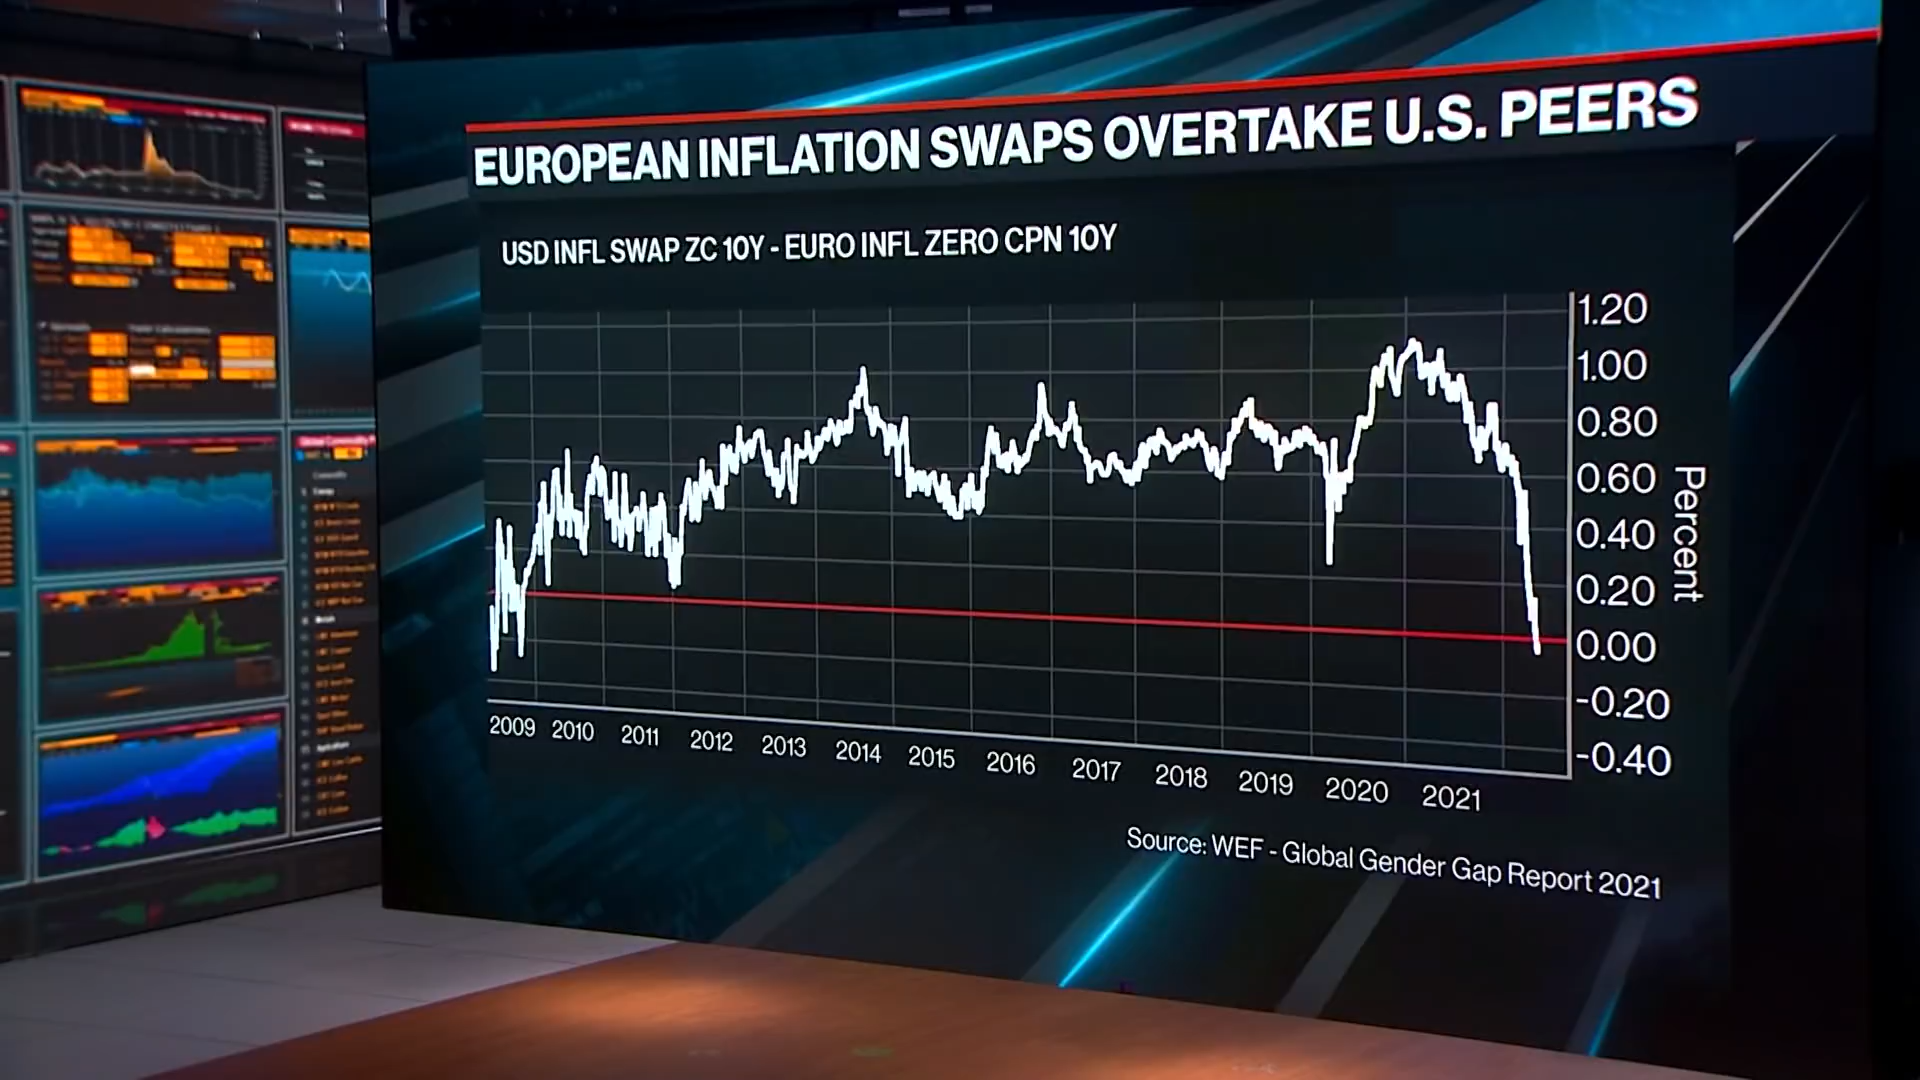 EUROPEAN INFLATION SWAPS OVERTAKE U.S. PEERS
USD INFL SWAP ZC 10Y - EURO INFL ZERO CPN 10Y
1.20
1.00
0.80
0.60
0.40
0.20
0.00
-0.20
-0.40
Percent
2009 2010 2011 2012 2013 2014 2015 2016 2017 2018 2019 2020 2021
Source: WEF - Global Gender Gap Report 2021